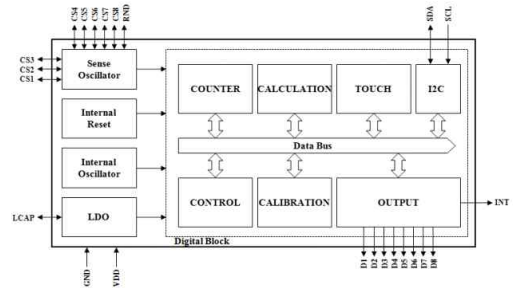 CS4
CS5
CS6
CS7
CS8
RND
SDA
SCL
CS3
CS2
CS1
Sense
Oscillator
COUNTER
CALCULATION
TOUCH
I2C
Internal
Reset
Data Bus
Internal
Oscillator
LCAP
LDO
CONTROL
CALIBRATION
OUTPUT
INT
Digital Block
GND
VDD
D1
D2
D3
D4
D5
D6
D7
D8